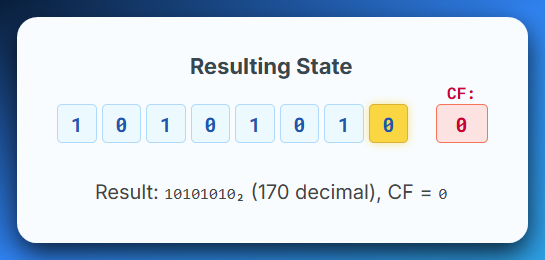 Resulting State
CF:
1 0 1 0 1 0 1 0 0
Result: 10101010₂ (170 decimal), CF = 0